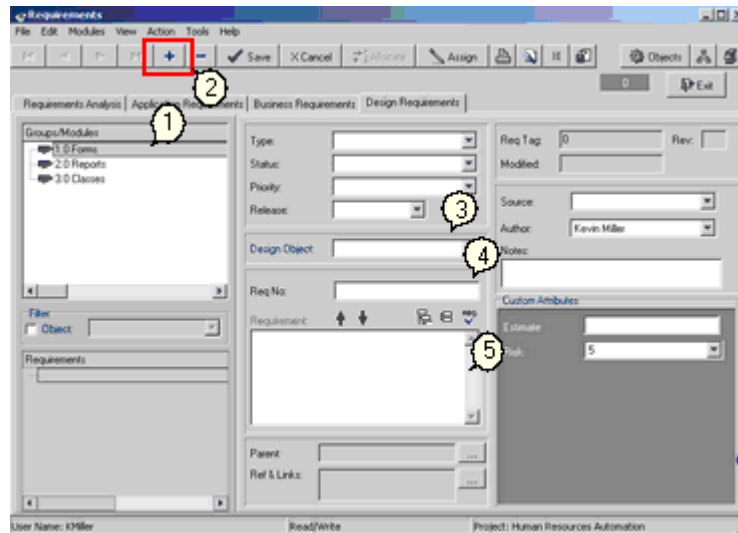 Requirements
File Edit Modules View Action Tools Help
+ − Save X Cancel Allocate Assign Objects
2
0 Exit
Requirements Analysis Application Requirements Business Requirements Design Requirements
1
Groups/Modules
1.0 Forms
2.0 Reports
3.0 Classes
Filter
Object:
Requirements
Type:
Status:
Priority:
Release:
3
Design Object:
4
Req No:
Requirement:
5
Parent:
Ref & Links:
Req Tag: 0 Rev:
Modified:
Source:
Author: Kevin Miller
Notes:
Custom Attributes
Estimate:
Risk: 5
User Name: KMiller Read/Write Project: Human Resources Automation